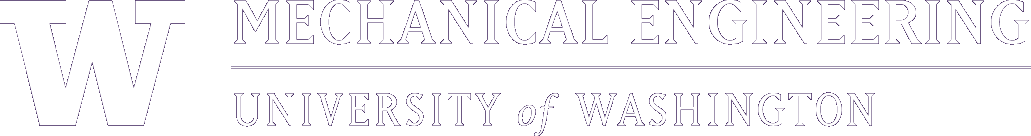 W MECHANICAL ENGINEERING
UNIVERSITY of WASHINGTON